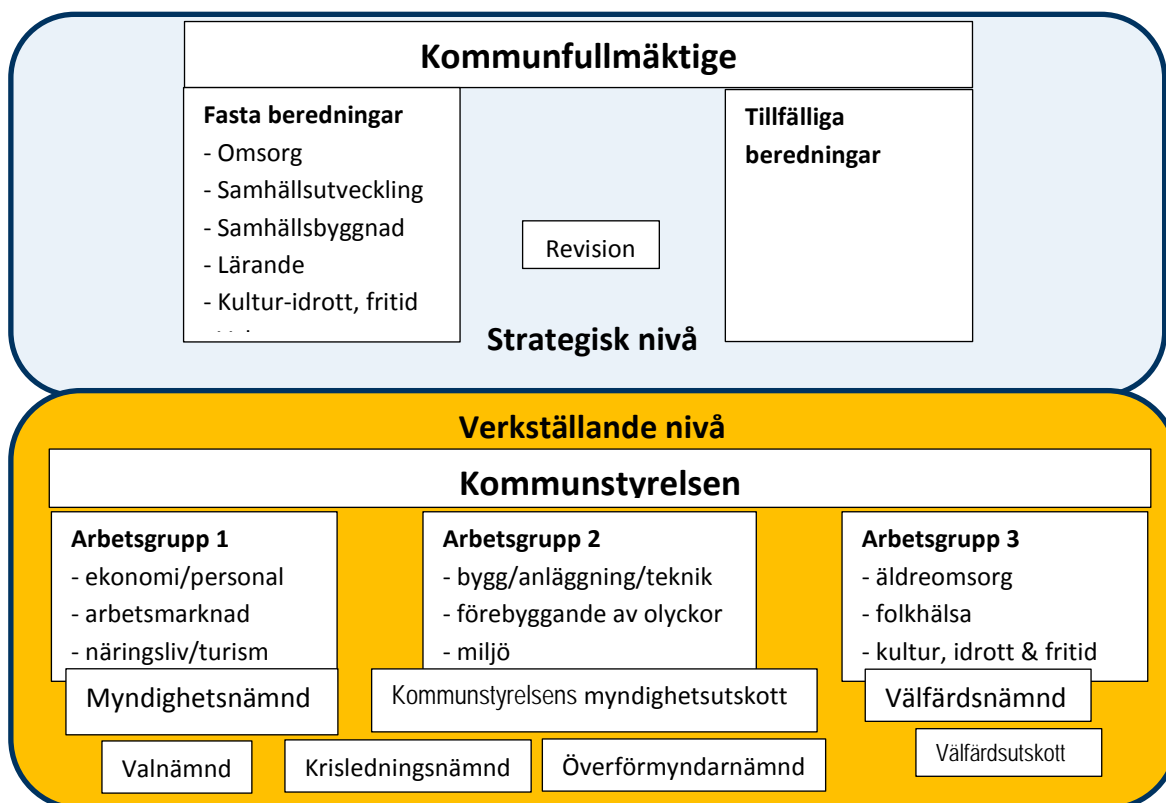 Kommunfullmäktige
Fasta beredningar
- Omsorg
- Samhällsutveckling
- Samhällsbyggnad
- Lärande
- Kultur-idrott, fritid
Revision
Tillfälliga
beredningar
Strategisk nivå
Verkställande nivå
Kommunstyrelsen
Arbetsgrupp 1
- ekonomi/personal
- arbetsmarknad
- näringsliv/turism
Arbetsgrupp 2
- bygg/anläggning/teknik
- förebyggande av olyckor
- miljö
Arbetsgrupp 3
- äldreomsorg
- folkhälsa
- kultur, idrott & fritid
Myndighetsnämnd
Kommunstyrelsens myndighetsutskott
Välfärdsnämnd
Valnämnd
Krisledningsnämnd
Överförmyndarnämnd
Välfärdsutskott